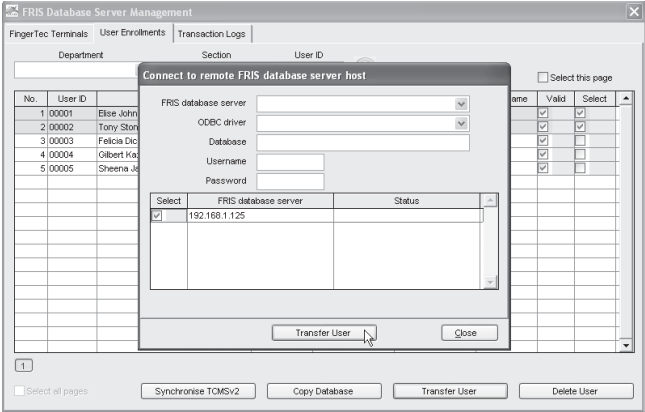 FRIS Database Server Management
FingerTec Terminals User Enrollments Transaction Logs
Department Section User ID
Select this page
Connect to remote FRIS database server host
FRIS database server
ODBC driver
Database
Username
Password
Select FRIS database server Status
192.168.1.125
Transfer User Close
No. User ID ame Valid Select
1 00001 Elise John
2 00002 Tony Ston
3 00003 Felicia Dic
4 00004 Gilbert Ka
5 00005 Sheena Ja
1
Select all pages Synchronise TCMSv2 Copy Database Transfer User Delete User